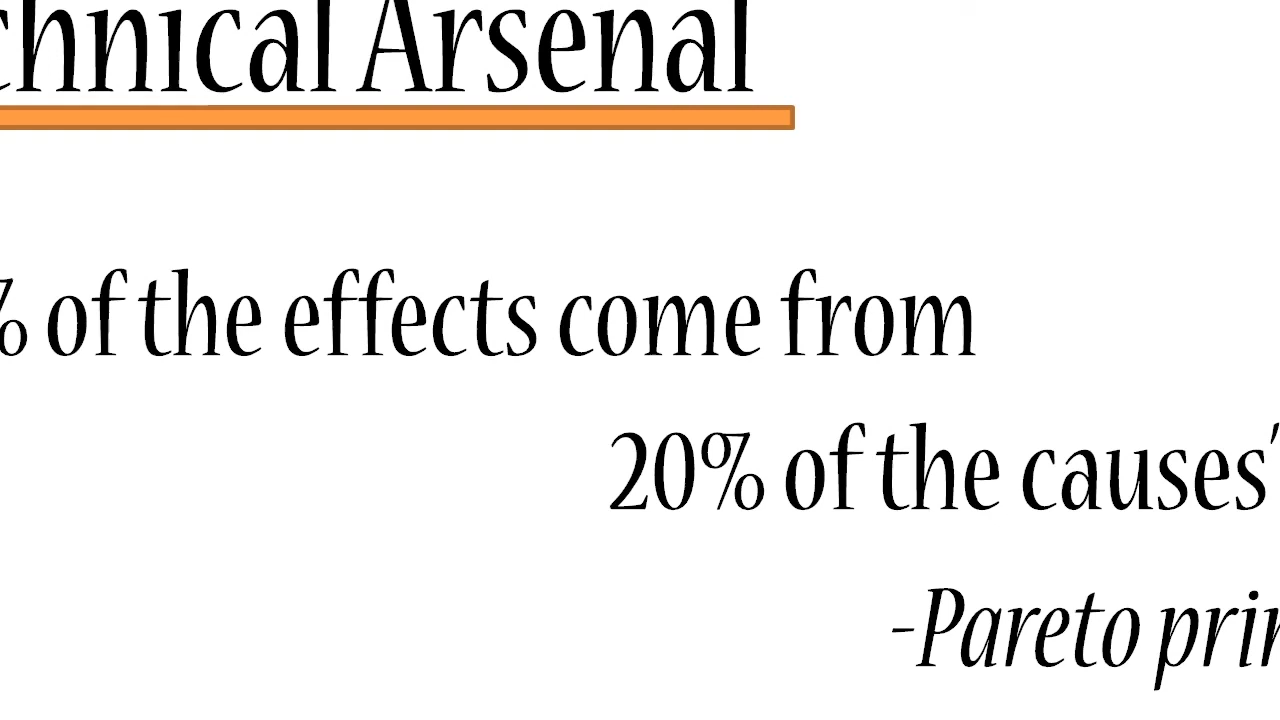 chnical Arsenal
% of the effects come from
20% of the causes"
-Pareto prin